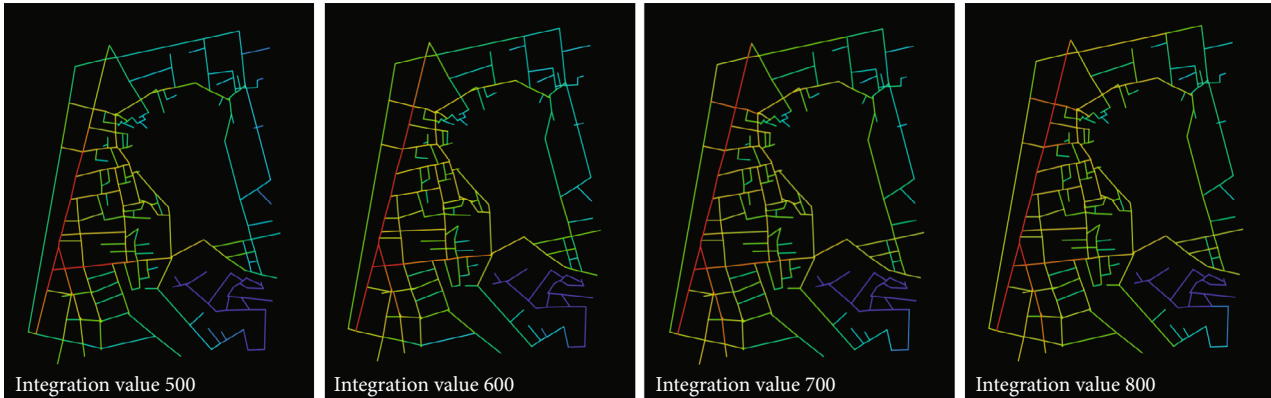 Integration value 500
Integration value 600
Integration value 700
Integration value 800